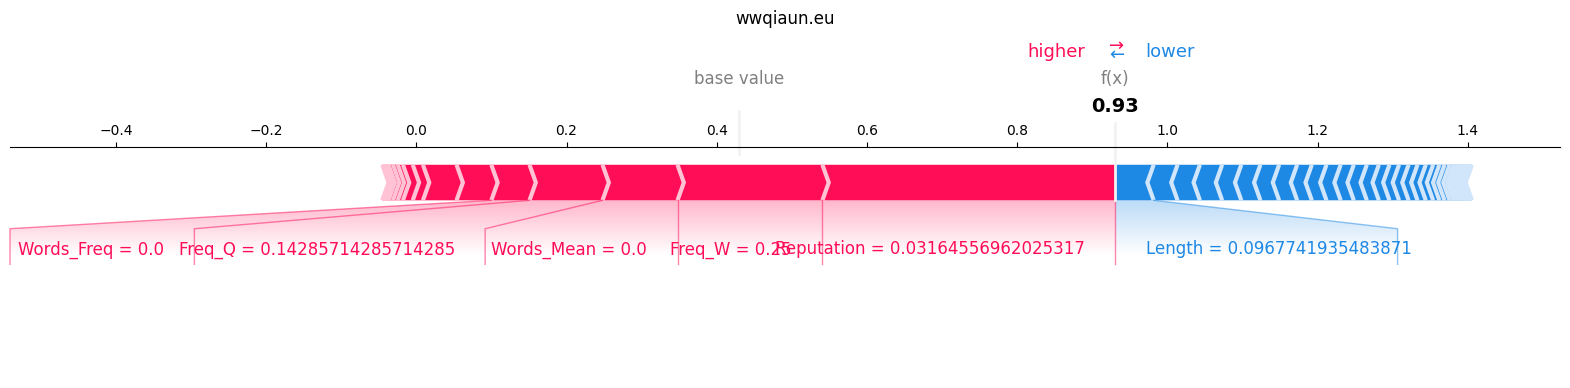 wwqiaun.eu
higher → ← lower
base value f(x)
0.93
−0.4 −0.2 0.0 0.2 0.4 0.6 0.8 1.0 1.2 1.4
Words_Freq = 0.0 Freq_Q = 0.14285714285714285 Words_Mean = 0.0 Freq_W = 0.25 Reputation = 0.03164556962025317 Length = 0.0967741935483871